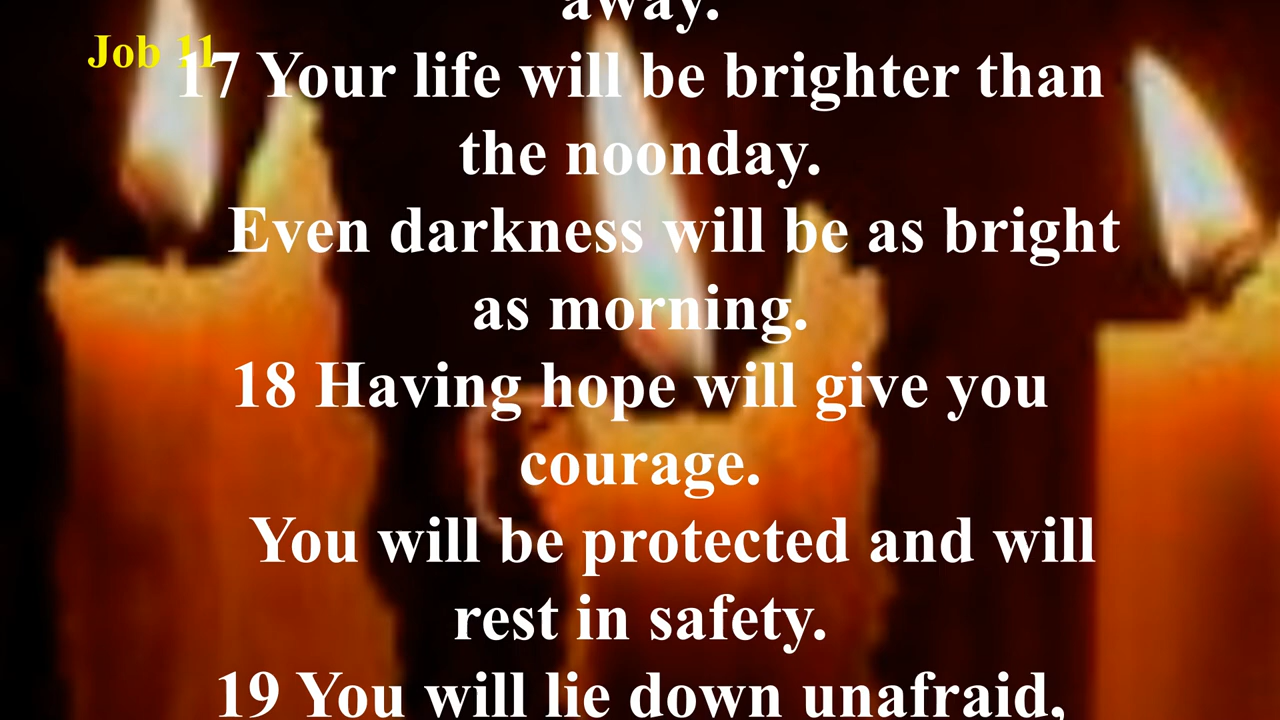 away.
Job 11
17 Your life will be brighter than
the noonday.
Even darkness will be as bright
as morning.
18 Having hope will give you
courage.
You will be protected and will
rest in safety.
19 You will lie down unafraid,